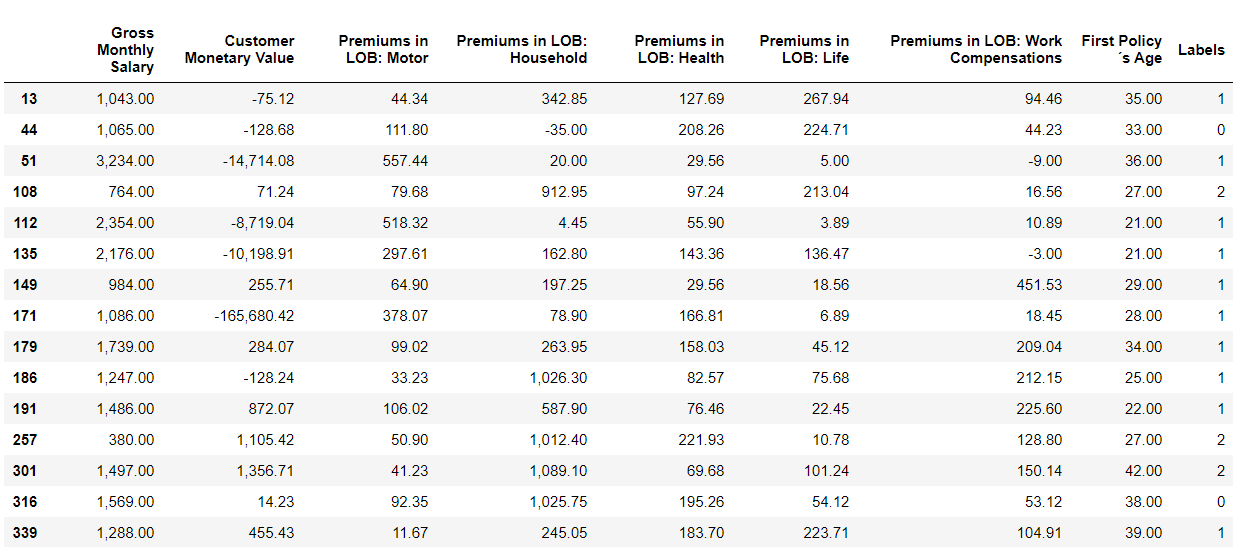 Gross Monthly Salary Customer Monetary Value Premiums in LOB: Motor Premiums in LOB: Household Premiums in LOB: Health Premiums in LOB: Life Premiums in LOB: Work Compensations First Policy ´s Age Labels
13 1,043.00 -75.12 44.34 342.85 127.69 267.94 94.46 35.00 1
44 1,065.00 -128.68 111.80 -35.00 208.26 224.71 44.23 33.00 0
51 3,234.00 -14,714.08 557.44 20.00 29.56 5.00 -9.00 36.00 1
108 764.00 71.24 79.68 912.95 97.24 213.04 16.56 27.00 2
112 2,354.00 -8,719.04 518.32 4.45 55.90 3.89 10.89 21.00 1
135 2,176.00 -10,198.91 297.61 162.80 143.36 136.47 -3.00 21.00 1
149 984.00 255.71 64.90 197.25 29.56 18.56 451.53 29.00 1
171 1,086.00 -165,680.42 378.07 78.90 166.81 6.89 18.45 28.00 1
179 1,739.00 284.07 99.02 263.95 158.03 45.12 209.04 34.00 1
186 1,247.00 -128.24 33.23 1,026.30 82.57 75.68 212.15 25.00 1
191 1,486.00 872.07 106.02 587.90 76.46 22.45 225.60 22.00 1
257 380.00 1,105.42 50.90 1,012.40 221.93 10.78 128.80 27.00 2
301 1,497.00 1,356.71 41.23 1,089.10 69.68 101.24 150.14 42.00 2
316 1,569.00 14.23 92.35 1,025.75 195.26 54.12 53.12 38.00 0
339 1,288.00 455.43 11.67 245.05 183.70 223.71 104.91 39.00 1